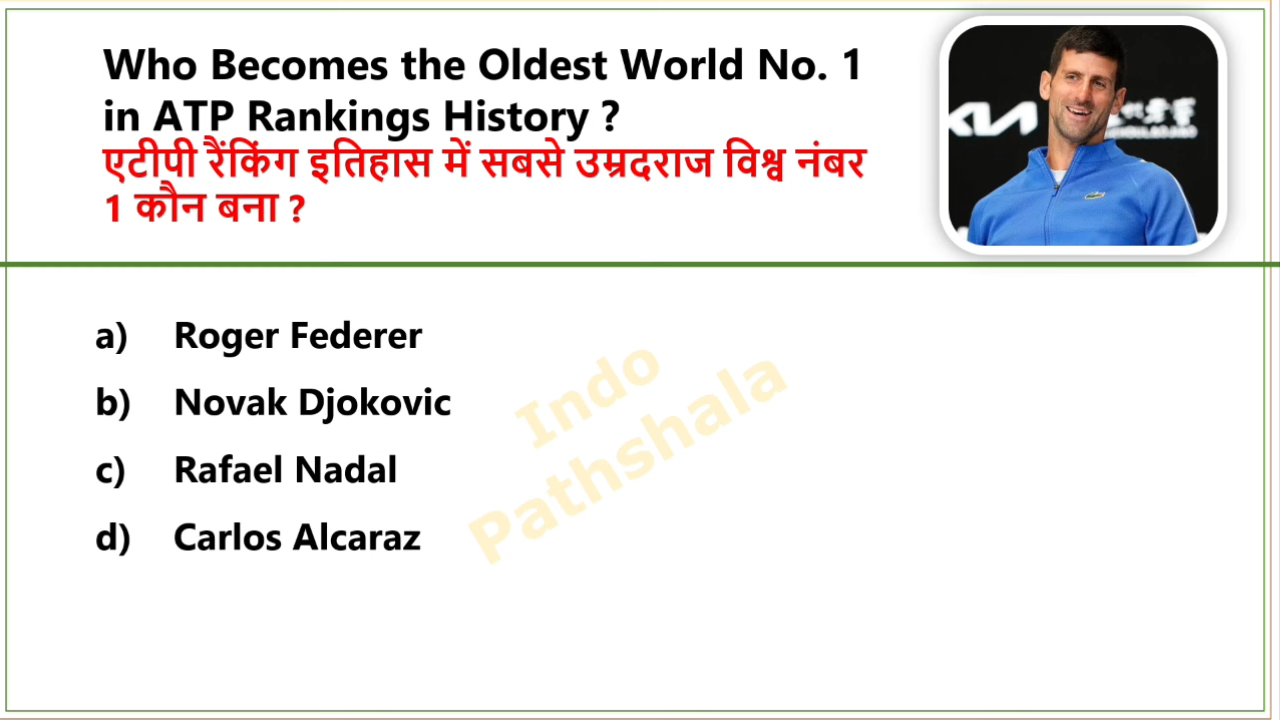 Who Becomes the Oldest World No. 1
in ATP Rankings History ?
एटीपी रैंकिंग इतिहास में सबसे उम्रदराज विश्व नंबर
1 कौन बना ?
a) Roger Federer
b) Novak Djokovic
c) Rafael Nadal
d) Carlos Alcaraz
Indo
Pathshala